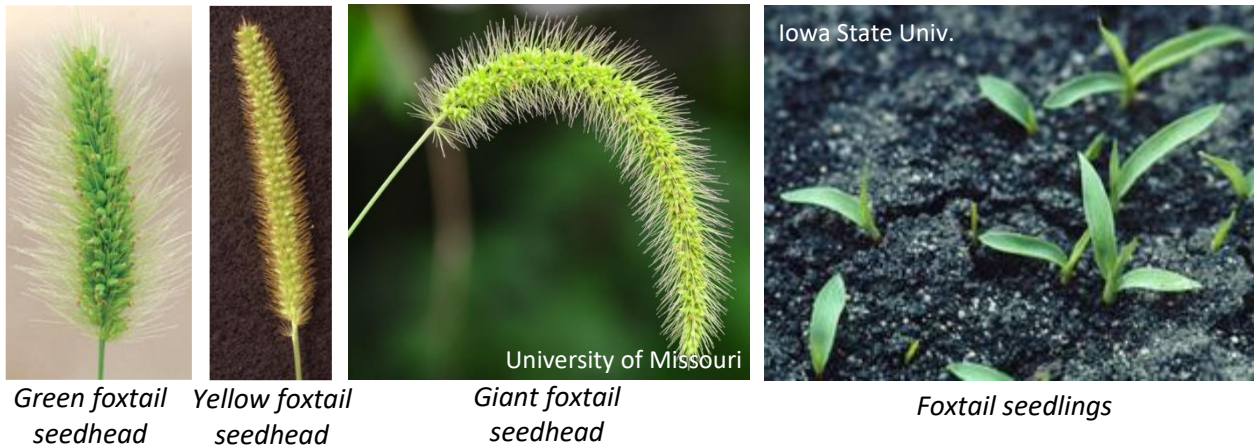 Iowa State Univ.
University of Missouri
Green foxtail
seedhead
Yellow foxtail
seedhead
Giant foxtail
seedhead
Foxtail seedlings